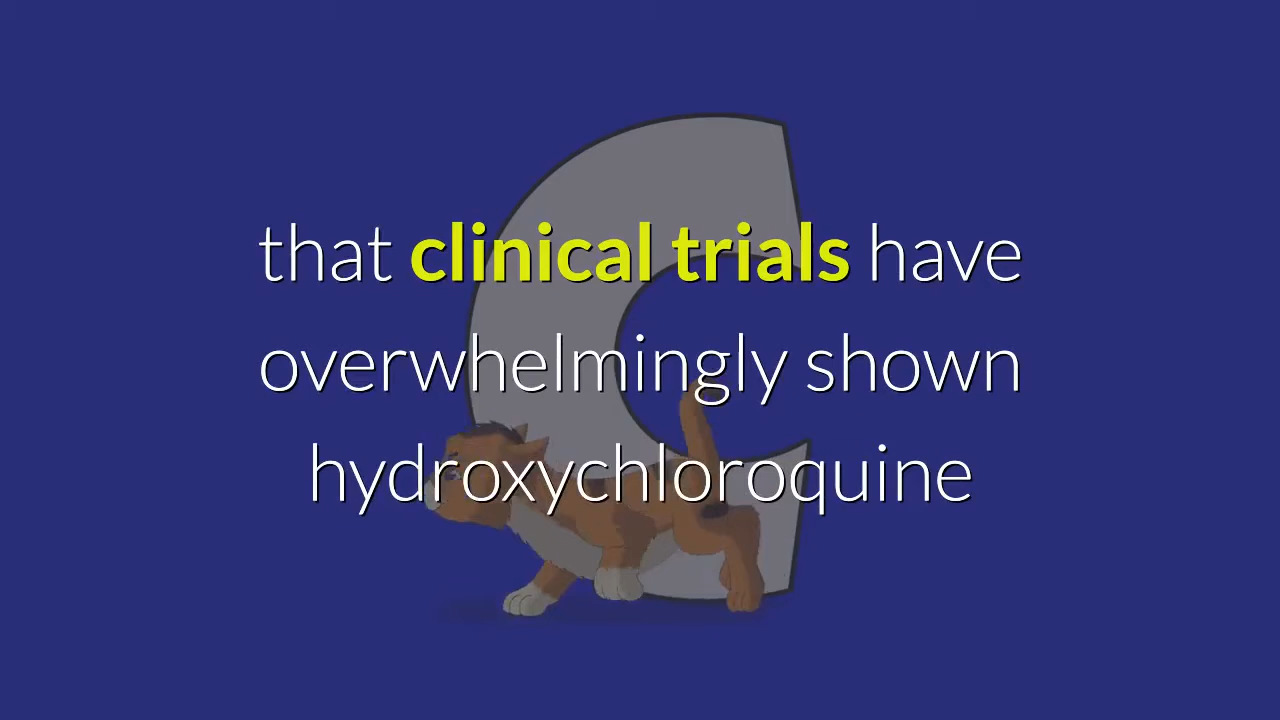 that clinical trials have
overwhelmingly shown
hydroxychloroquine